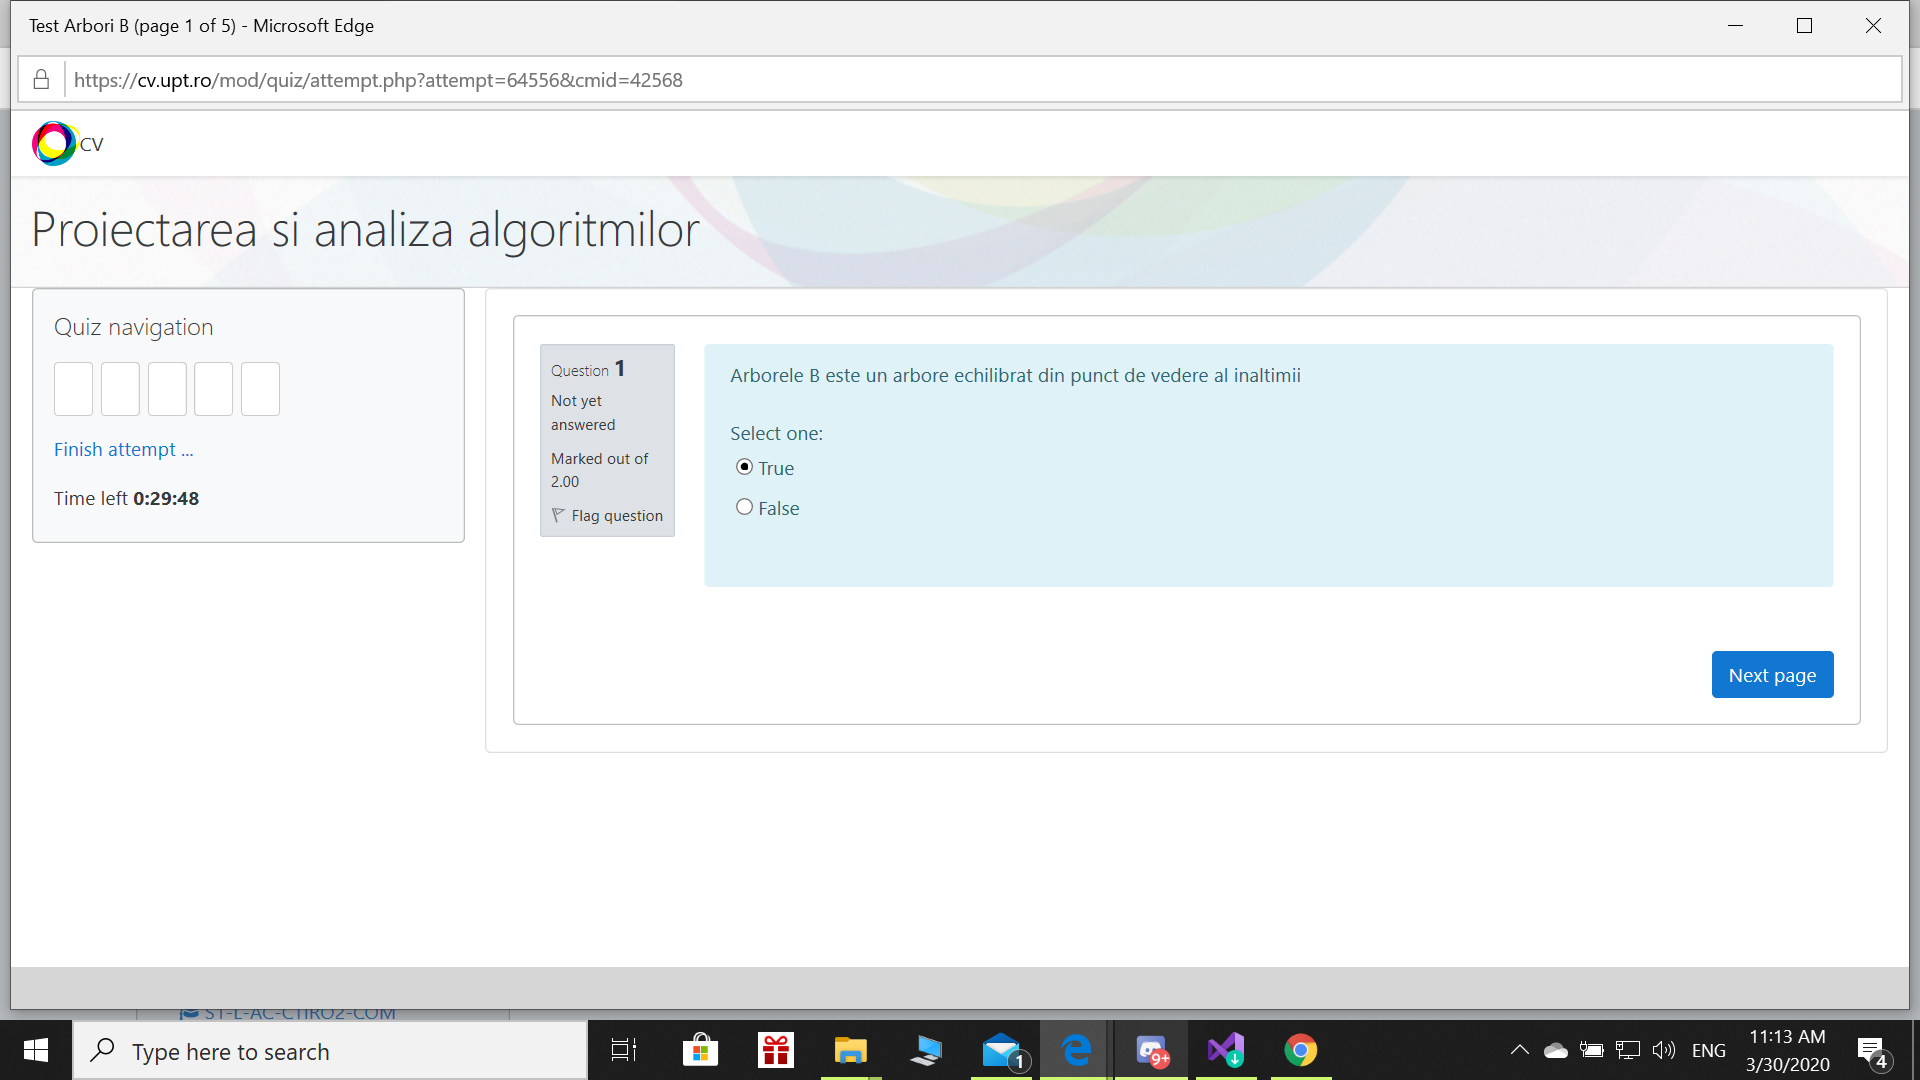 Test Arbori B (page 1 of 5) - Microsoft Edge
https://cv.upt.ro/mod/quiz/attempt.php?attempt=64556&cmid=42568
CV
Proiectarea si analiza algoritmilor
Quiz navigation
Finish attempt ...
Time left 0:29:48
Question 1
Not yet
answered
Marked out of
2.00
Flag question
Arborele B este un arbore echilibrat din punct de vedere al inaltimii
Select one:
True
False
Next page
ST-L-AC-CTIRO2-COM
Type here to search
1
9+
ENG
11:13 AM
3/30/2020
4